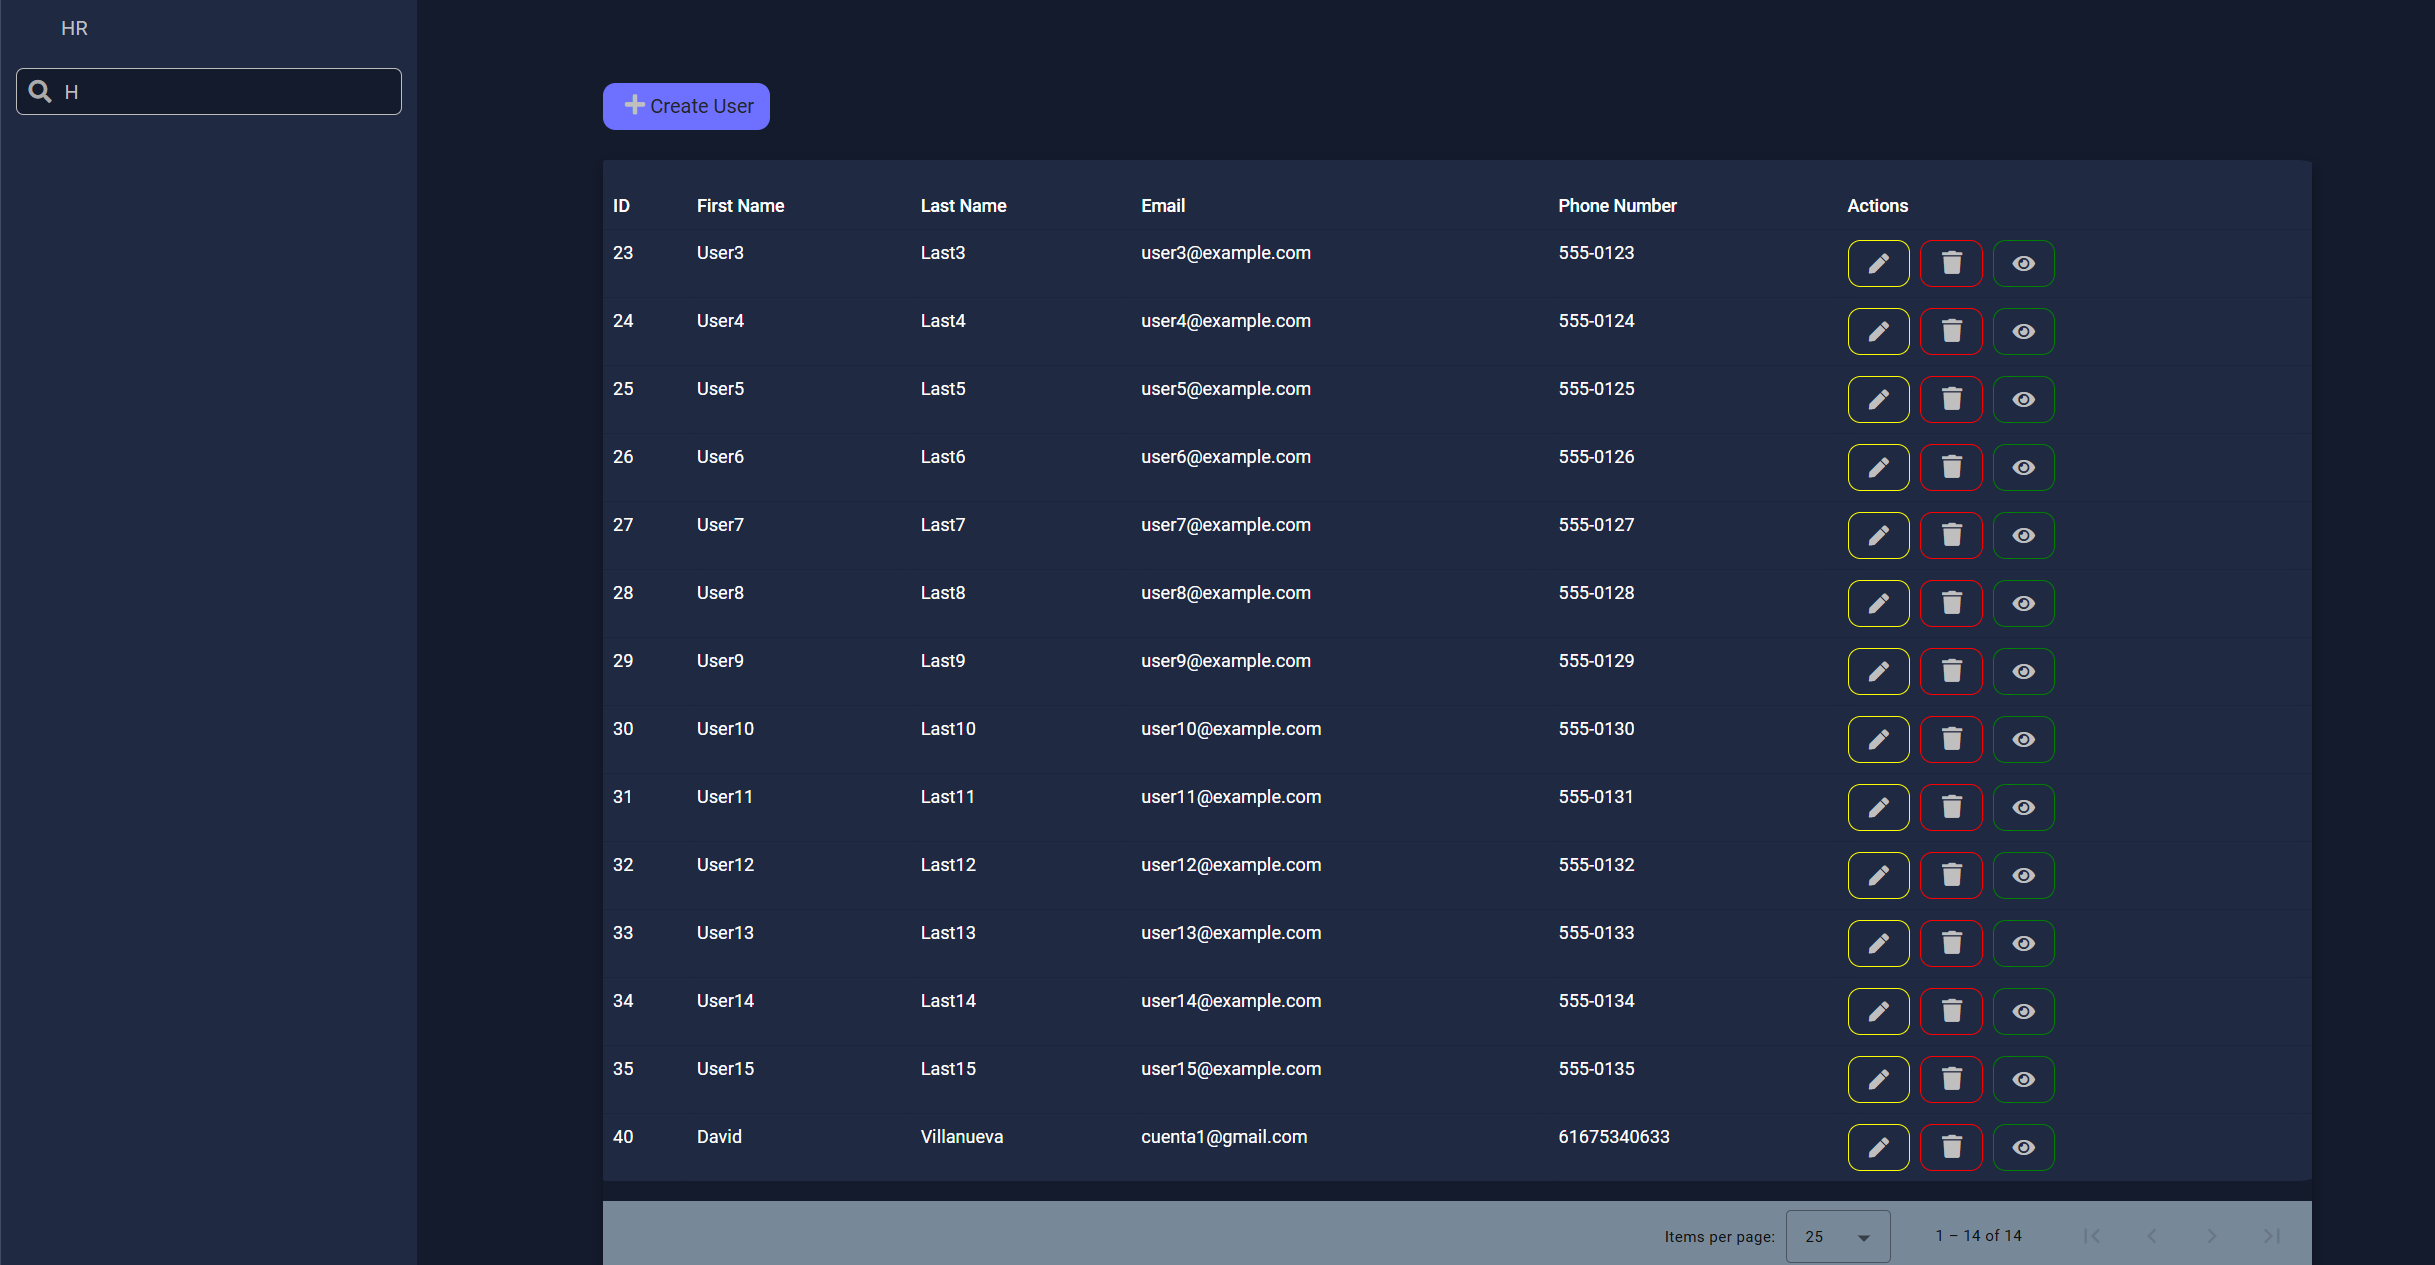 HR
H
Create User
ID First Name Last Name Email Phone Number Actions
23 User3 Last3 user3@example.com 555-0123
24 User4 Last4 user4@example.com 555-0124
25 User5 Last5 user5@example.com 555-0125
26 User6 Last6 user6@example.com 555-0126
27 User7 Last7 user7@example.com 555-0127
28 User8 Last8 user8@example.com 555-0128
29 User9 Last9 user9@example.com 555-0129
30 User10 Last10 user10@example.com 555-0130
31 User11 Last11 user11@example.com 555-0131
32 User12 Last12 user12@example.com 555-0132
33 User13 Last13 user13@example.com 555-0133
34 User14 Last14 user14@example.com 555-0134
35 User15 Last15 user15@example.com 555-0135
40 David Villanueva cuenta1@gmail.com 61675340633
Items per page: 25 1 – 14 of 14